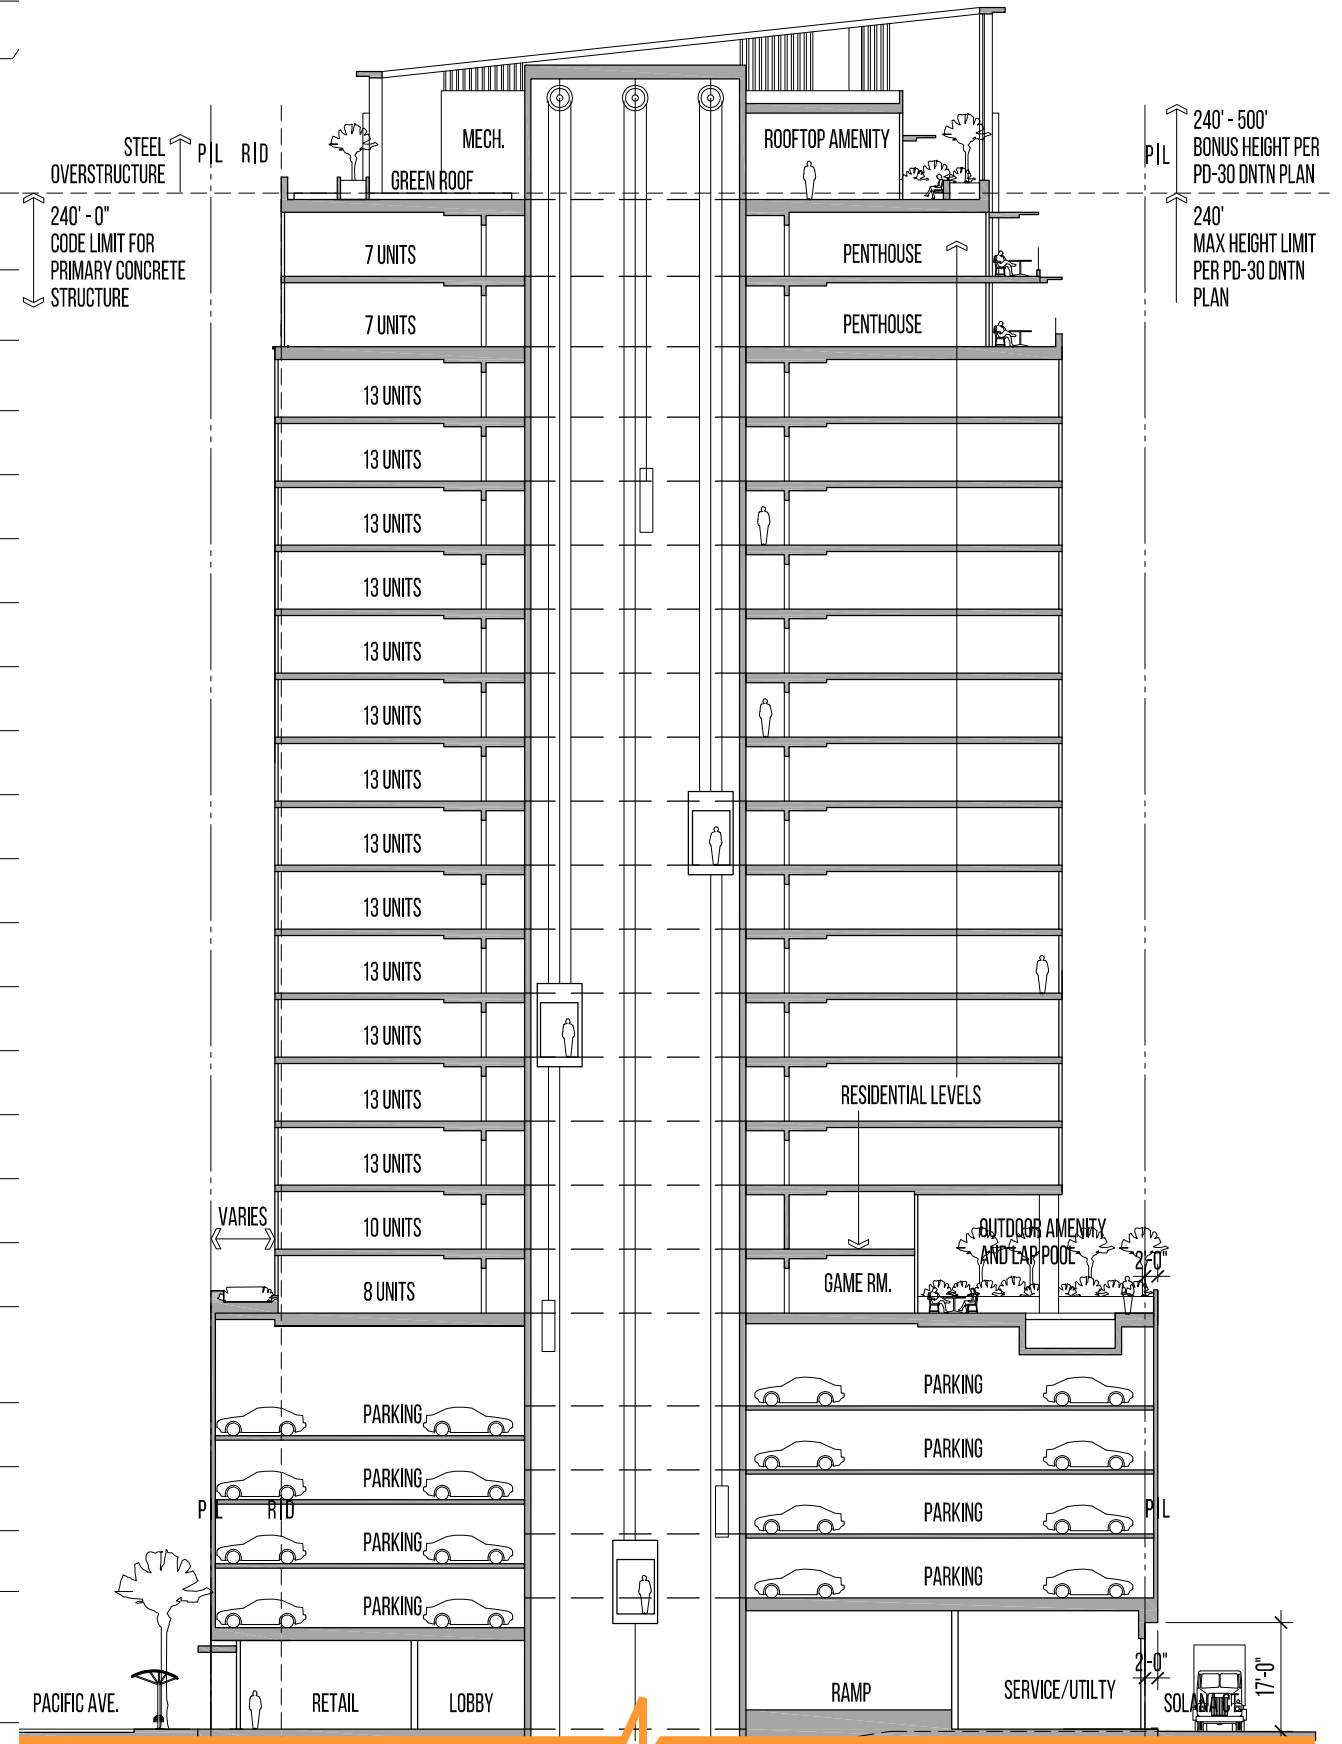 STEEL
OVERSTRUCTURE
P|L R|D
MECH.
ROOFTOP AMENITY
GREEN ROOF
P|L
240' - 500'
BONUS HEIGHT PER
PD-30 DNTN PLAN
240' - 0"
CODE LIMIT FOR
PRIMARY CONCRETE
STRUCTURE
240'
MAX HEIGHT LIMIT
PER PD-30 DNTN
PLAN
7 UNITS
PENTHOUSE
7 UNITS
PENTHOUSE
13 UNITS
13 UNITS
13 UNITS
13 UNITS
13 UNITS
13 UNITS
13 UNITS
13 UNITS
13 UNITS
13 UNITS
13 UNITS
13 UNITS
RESIDENTIAL LEVELS
13 UNITS
VARIES
10 UNITS
OUTDOOR AMENITY
AND LAP POOL
2'-0"
8 UNITS
GAME RM.
PARKING
PARKING
PARKING
PARKING
PARKING
PARKING
PARKING
PARKING
P|L R|D
P|L
PACIFIC AVE.
RETAIL
LOBBY
RAMP
SERVICE/UTILTY
2'-0"
SOLANA CT.
17'-0"